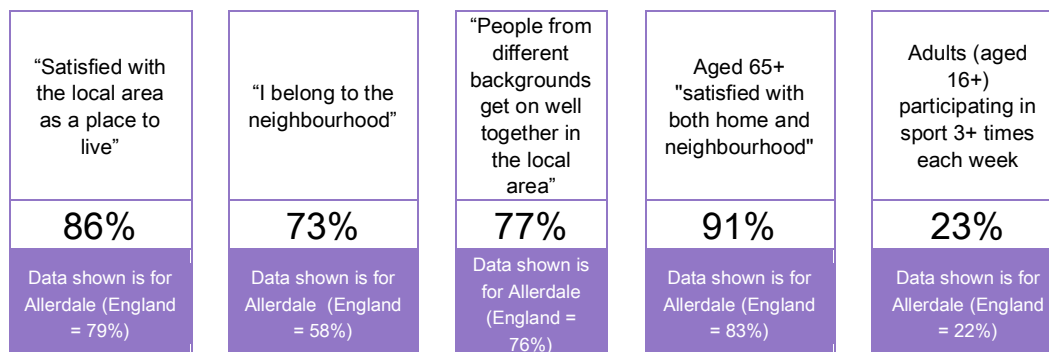 “Satisfied with
the local area
as a place to
live”
86%
Data shown is for
Allerdale (England
= 79%)
“I belong to the
neighbourhood”
73%
Data shown is for
Allerdale (England
= 58%)
“People from
different
backgrounds
get on well
together in
the local
area”
77%
Data shown is
for Allerdale
(England =
76%)
Aged 65+
"satisfied with
both home and
neighbourhood"
91%
Data shown is for
Allerdale (England
= 83%)
Adults (aged
16+)
participating in
sport 3+ times
each week
23%
Data shown is for
Allerdale (England
= 22%)